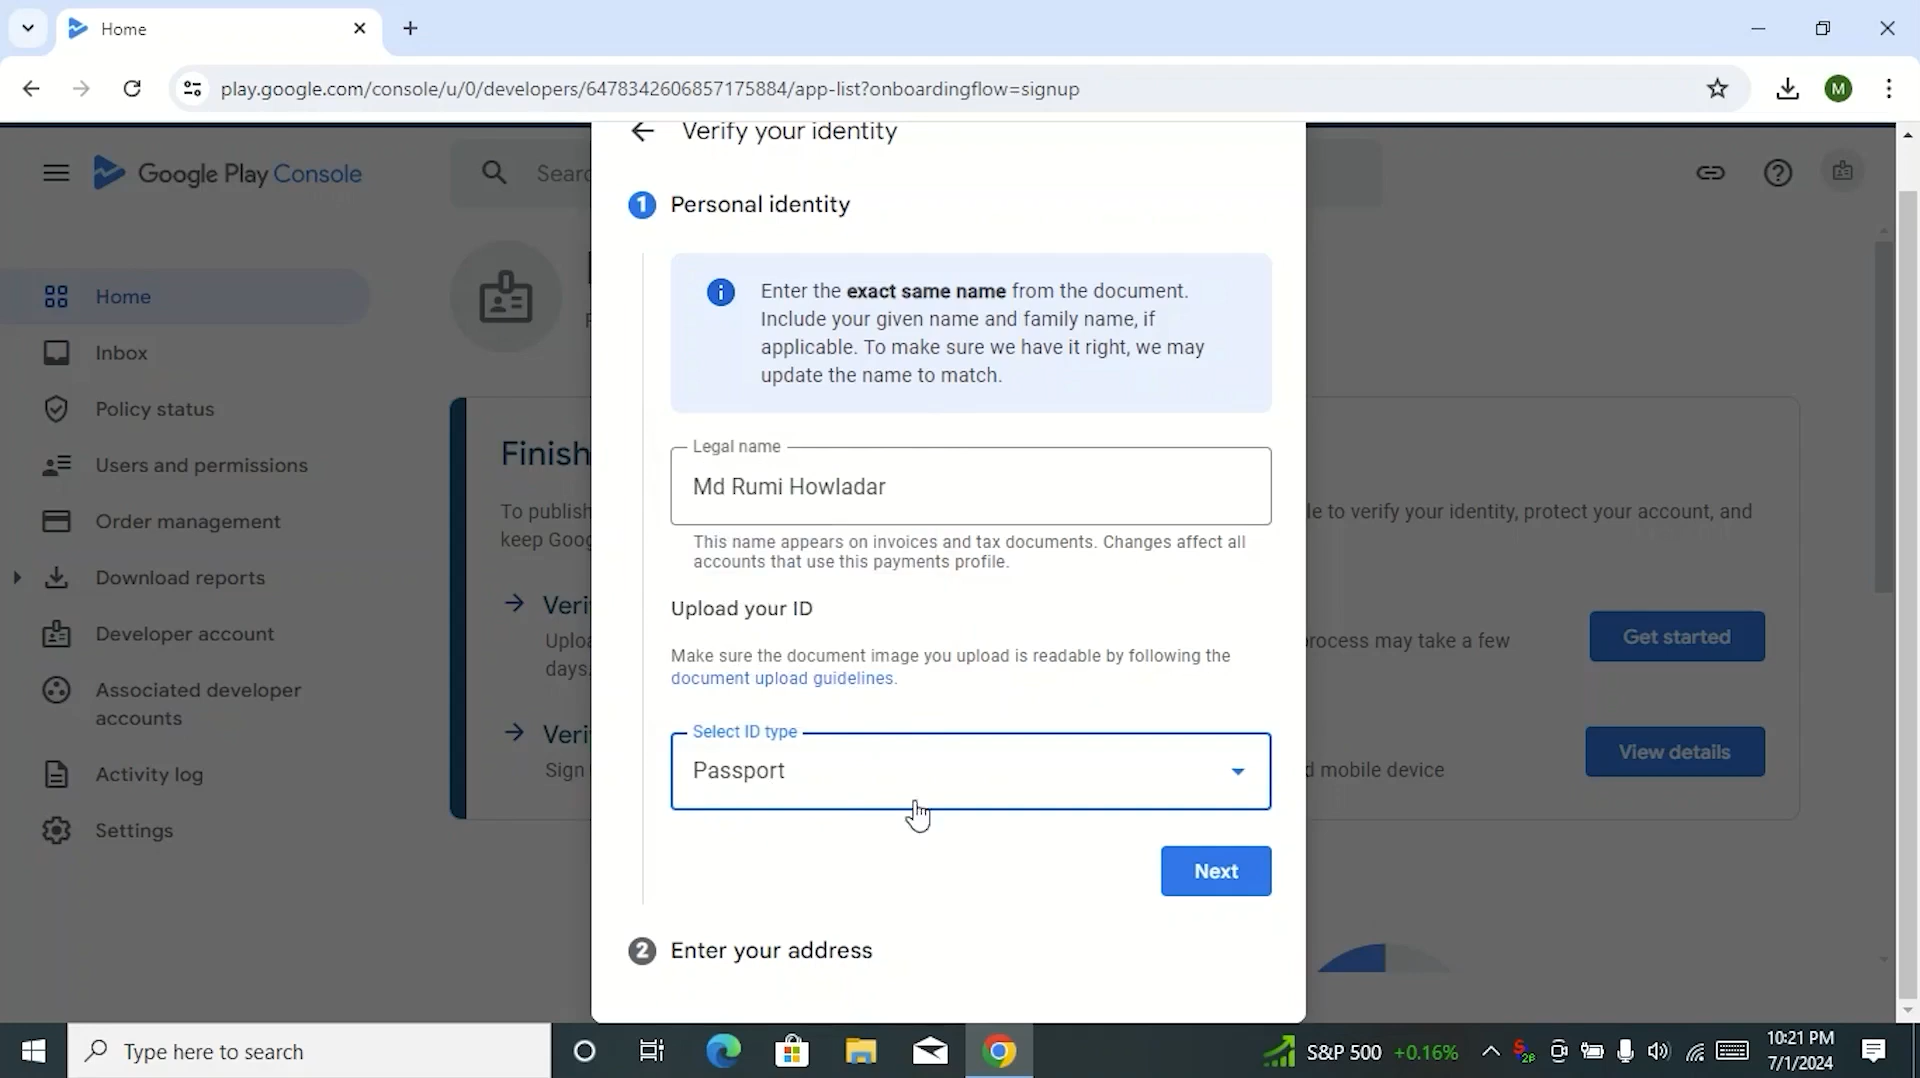 Home
play.google.com/console/u/0/developers/6478342606857175884/app-list?onboardingflow=signup
M
Google Play Console
Searc
Home
Inbox
Policy status
Users and permissions
Order management
Download reports
Developer account
Associated developer
accounts
Activity log
Settings
Finish
To publish
le to verify your identity, protect your account, and
keep Goog
Veri
Uploa
process may take a few
days.
Get started
Veri
Sign
d mobile device
View details
Verify your identity
1 Personal identity
i
Enter the exact same name from the document.
Include your given name and family name, if
applicable. To make sure we have it right, we may
update the name to match.
Legal name
Md Rumi Howladar
This name appears on invoices and tax documents. Changes affect all
accounts that use this payments profile.
Upload your ID
Make sure the document image you upload is readable by following the
document upload guidelines.
Select ID type
Passport
Next
2 Enter your address
Type here to search
S&P 500 +0.16%
10:21 PM
7/1/2024